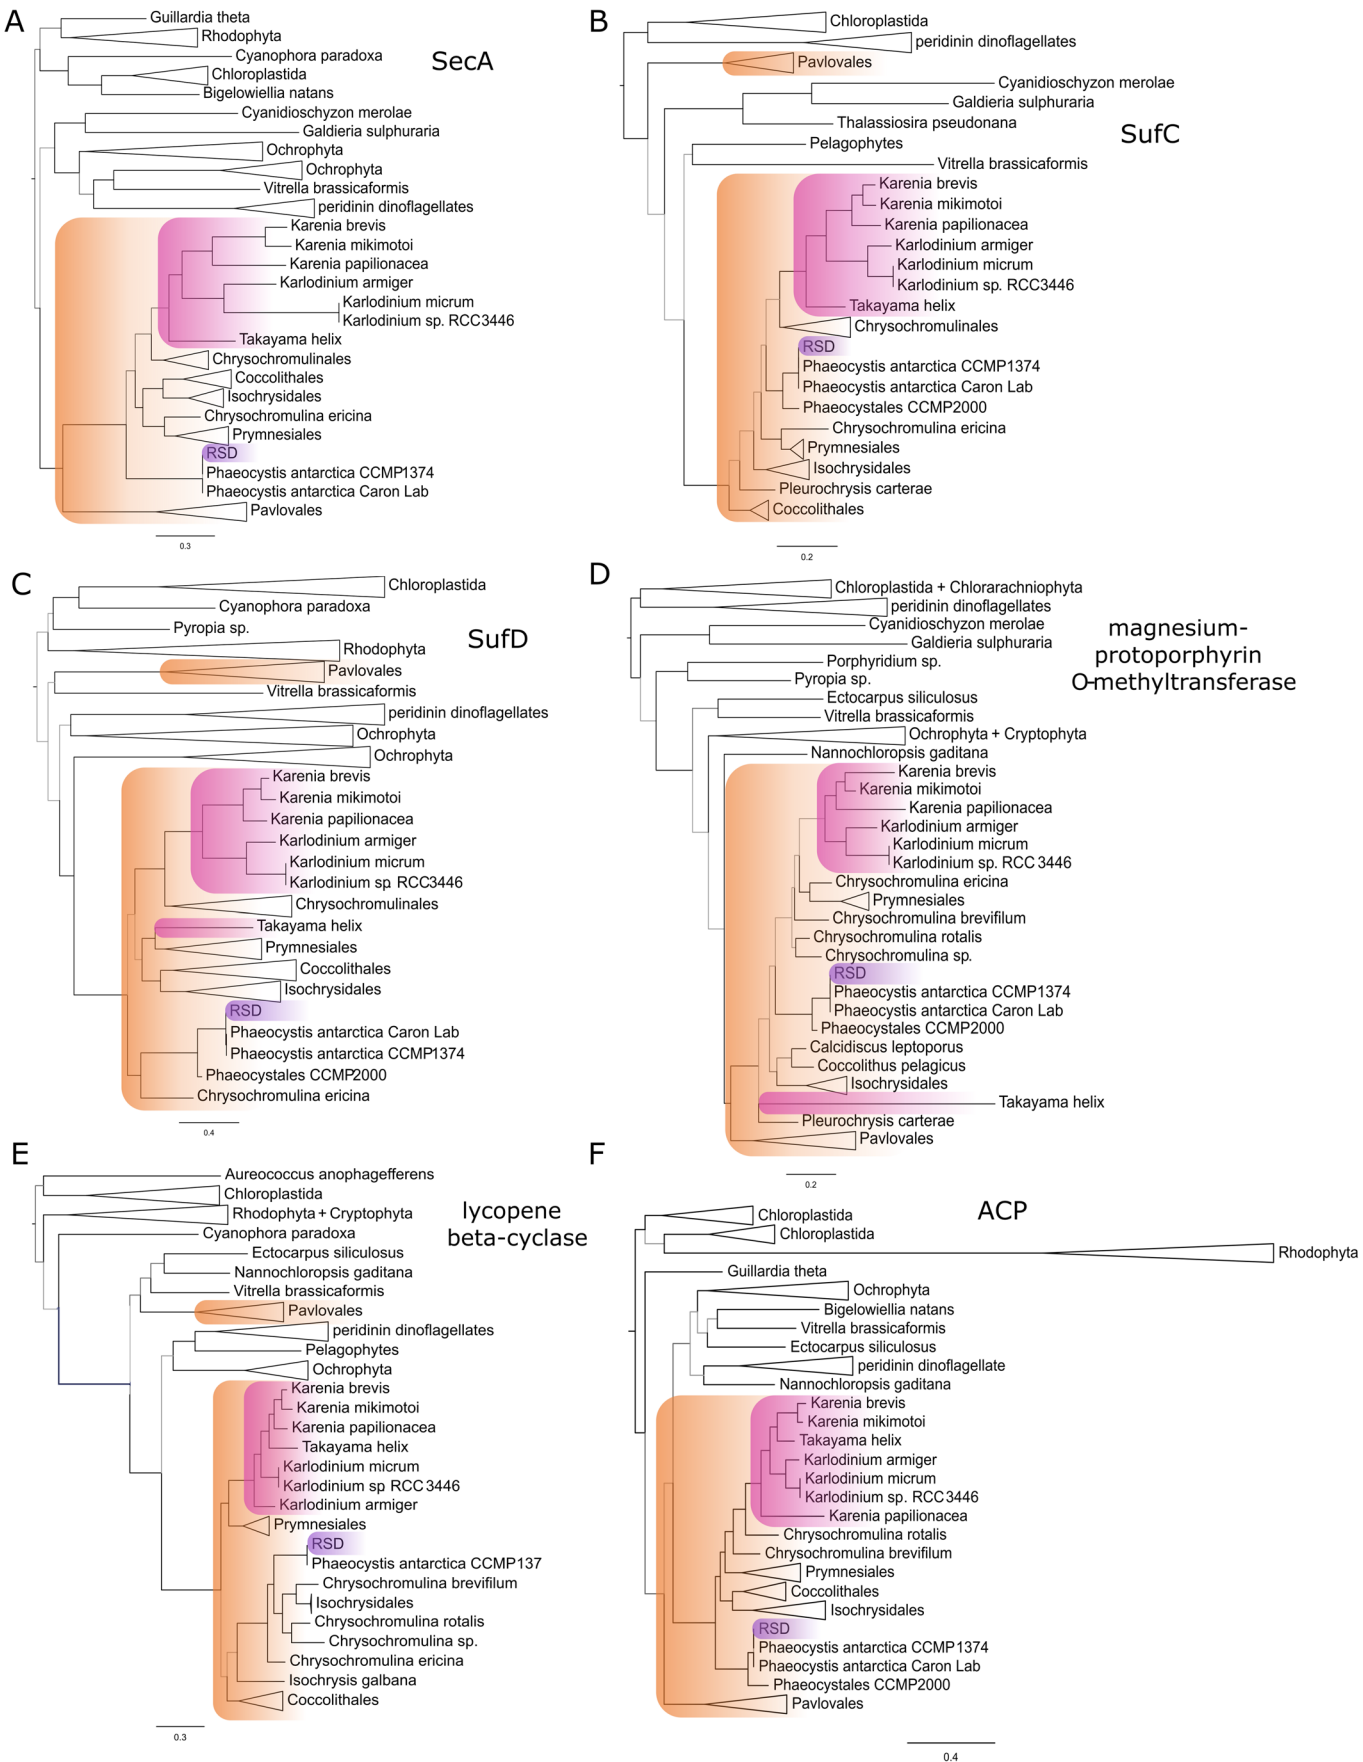 A
SecA
Guillardia theta
Rhodophyta
Cyanophora paradoxa
Chloroplastida
Bigelowiellia natans
Cyanidioschyzon merolae
Galdieria sulphuraria
Ochrophyta
Ochrophyta
Vitrella brassicaformis
peridinin dinoflagellates
Karenia brevis
Karenia mikimotoi
Karenia papilionacea
Karlodinium armiger
Karlodinium micrum
Karlodinium sp. RCC3446
Takayama helix
Chrysochromulinales
Coccolithales
Isochrysidales
Chrysochromulina ericina
Prymnesiales
RSD
Phaeocystis antarctica CCMP1374
Phaeocystis antarctica Caron Lab
Pavlovales
0.3
B
SufC
Chloroplastida
peridinin dinoflagellates
Pavlovales
Cyanidioschyzon merolae
Galdieria sulphuraria
Thalassiosira pseudonana
Pelagophytes
Vitrella brassicaformis
Karenia brevis
Karenia mikimotoi
Karenia papilionacea
Karlodinium armiger
Karlodinium micrum
Karlodinium sp. RCC3446
Takayama helix
Chrysochromulinales
RSD
Phaeocystis antarctica CCMP1374
Phaeocystis antarctica Caron Lab
Phaeocystales CCMP2000
Chrysochromulina ericina
Prymnesiales
Isochrysidales
Pleurochrysis carterae
Coccolithales
0.2
C
SufD
Chloroplastida
Cyanophora paradoxa
Pyropia sp.
Rhodophyta
Pavlovales
Vitrella brassicaformis
peridinin dinoflagellates
Ochrophyta
Ochrophyta
Karenia brevis
Karenia mikimotoi
Karenia papilionacea
Karlodinium armiger
Karlodinium micrum
Karlodinium sp. RCC3446
Chrysochromulinales
Takayama helix
Prymnesiales
Coccolithales
Isochrysidales
RSD
Phaeocystis antarctica Caron Lab
Phaeocystis antarctica CCMP1374
Phaeocystales CCMP2000
Chrysochromulina ericina
0.4
D
magnesium-
protoporphyrin
O-methyltransferase
Chloroplastida + Chlorarachniophyta
peridinin dinoflagellates
Cyanidioschyzon merolae
Galdieria sulphuraria
Porphyridium sp.
Pyropia sp.
Ectocarpus siliculosus
Vitrella brassicaformis
Ochrophyta + Cryptophyta
Nannochloropsis gaditana
Karenia brevis
Karenia mikimotoi
Karenia papilionacea
Karlodinium armiger
Karlodinium micrum
Karlodinium sp. RCC3446
Chrysochromulina ericina
Prymnesiales
Chrysochromulina brevifilum
Chrysochromulina rotalis
Chrysochromulina sp.
RSD
Phaeocystis antarctica CCMP1374
Phaeocystis antarctica Caron Lab
Phaeocystales CCMP2000
Calcidiscus leptoporus
Coccolithus pelagicus
Isochrysidales
Takayama helix
Pleurochrysis carterae
Pavlovales
0.2
E
lycopene
beta-cyclase
Aureococcus anophagefferens
Chloroplastida
Rhodophyta + Cryptophyta
Cyanophora paradoxa
Ectocarpus siliculosus
Nannochloropsis gaditana
Vitrella brassicaformis
Pavlovales
peridinin dinoflagellates
Pelagophytes
Ochrophyta
Karenia brevis
Karenia mikimotoi
Karenia papilionacea
Takayama helix
Karlodinium micrum
Karlodinium sp RCC3446
Karlodinium armiger
Prymnesiales
RSD
Phaeocystis antarctica CCMP137
Chrysochromulina brevifilum
Isochrysidales
Chrysochromulina rotalis
Chrysochromulina sp.
Chrysochromulina ericina
Isochrysis galbana
Coccolithales
0.3
F
ACP
Chloroplastida
Chloroplastida
Rhodophyta
Guillardia theta
Ochrophyta
Bigelowiella natans
Vitrella brassicaformis
Ectocarpus siliculosus
peridinin dinoflagellate
Nannochloropsis gaditana
Karenia brevis
Karenia mikimotoi
Takayama helix
Karlodinium armiger
Karlodinium micrum
Karlodinium sp. RCC3446
Karenia papilionacea
Chrysochromulina rotalis
Chrysochromulina brevifilum
Prymnesiales
Coccolithales
Isochrysidales
RSD
Phaeocystis antarctica CCMP1374
Phaeocystis antarctica Caron Lab
Phaeocystales CCMP2000
Pavlovales
0.4